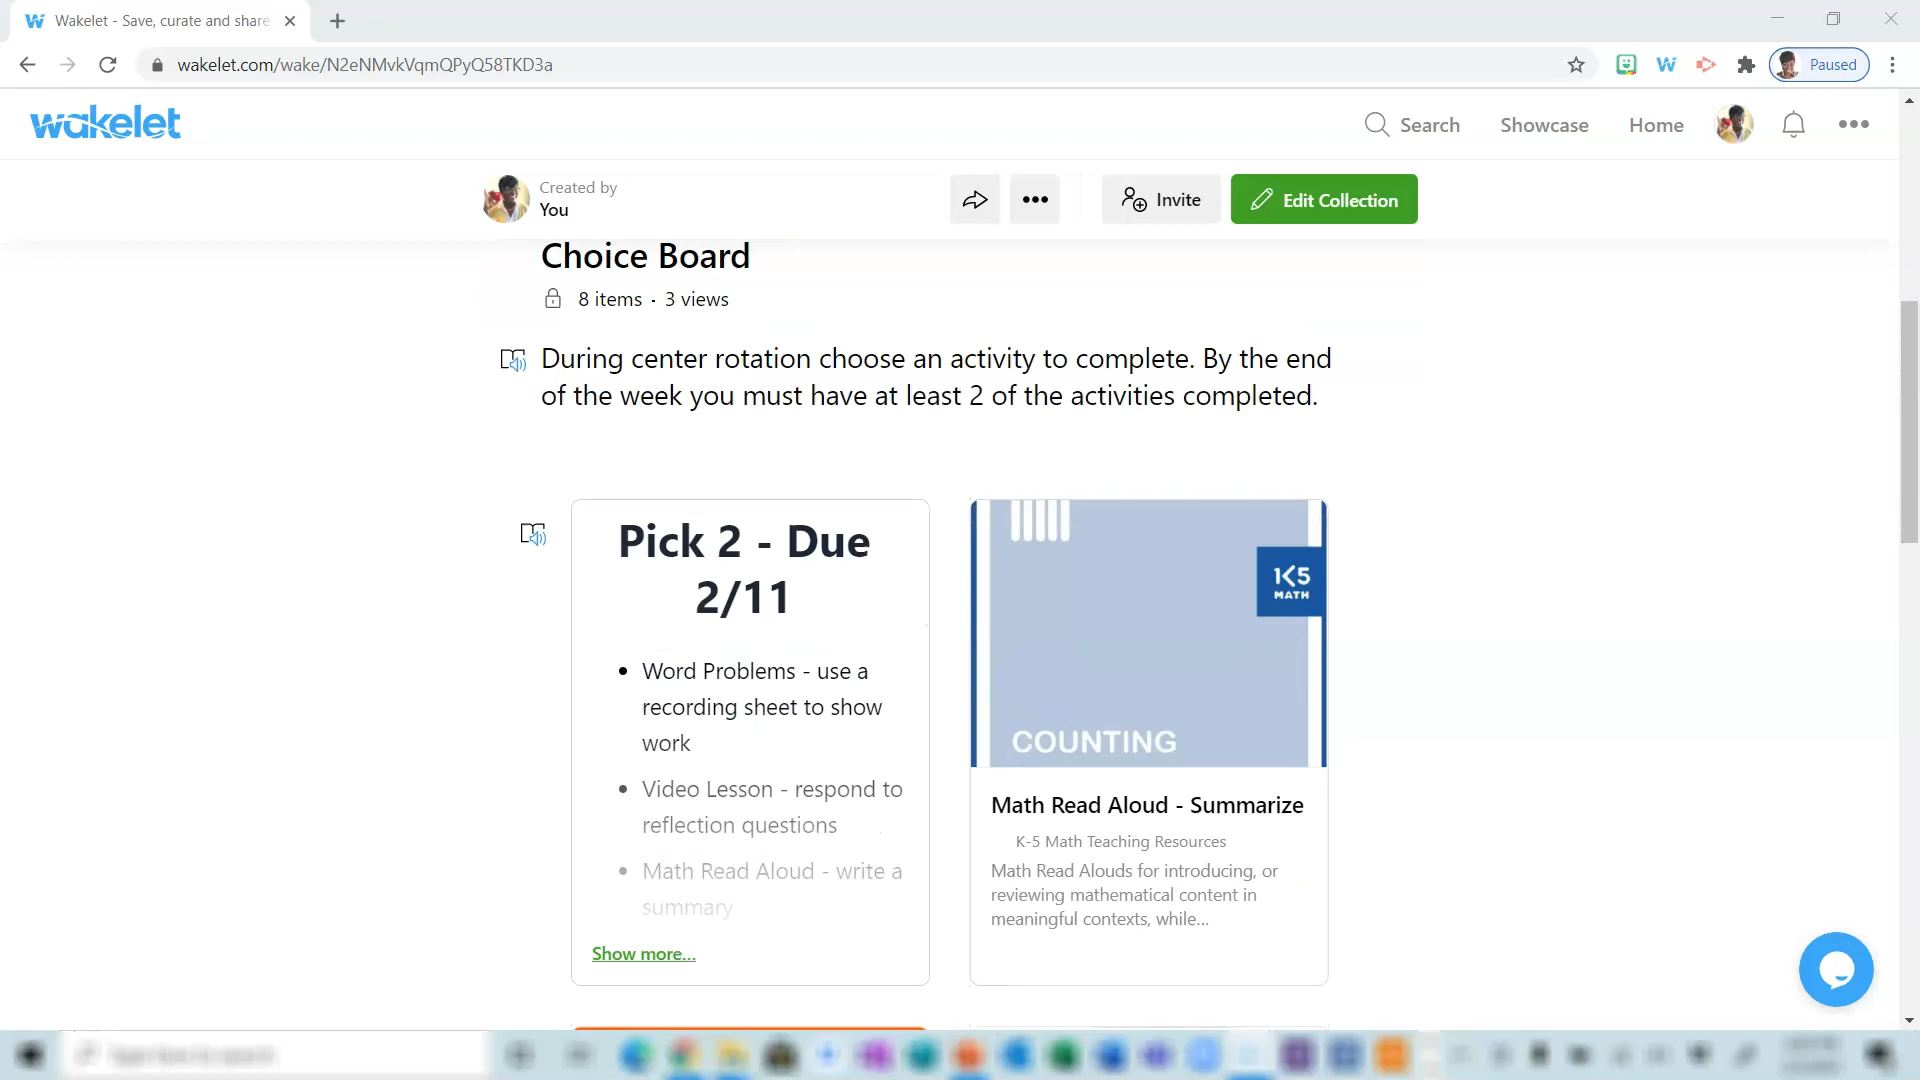 Wakelet - Save, curate and share
wakelet.com/wake/N2eNMvkVqmQPyQ58TKD3a
Paused
wakelet
Search
Showcase
Home
Created by
You
Invite
Edit Collection
Choice Board
8 items · 3 views
During center rotation choose an activity to complete. By the end
of the week you must have at least 2 of the activities completed.
Pick 2 - Due
2/11
• Word Problems - use a
recording sheet to show
work
• Video Lesson - respond to
reflection questions
• Math Read Aloud - write a
summary
Show more...
K5
MATH
COUNTING
Math Read Aloud - Summarize
K-5 Math Teaching Resources
Math Read Alouds for introducing, or
reviewing mathematical content in
meaningful contexts, while...
Type here to search